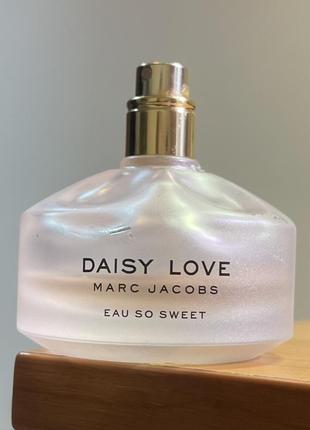 DAISY LOVE
MARC JACOBS
EAU SO SWEET